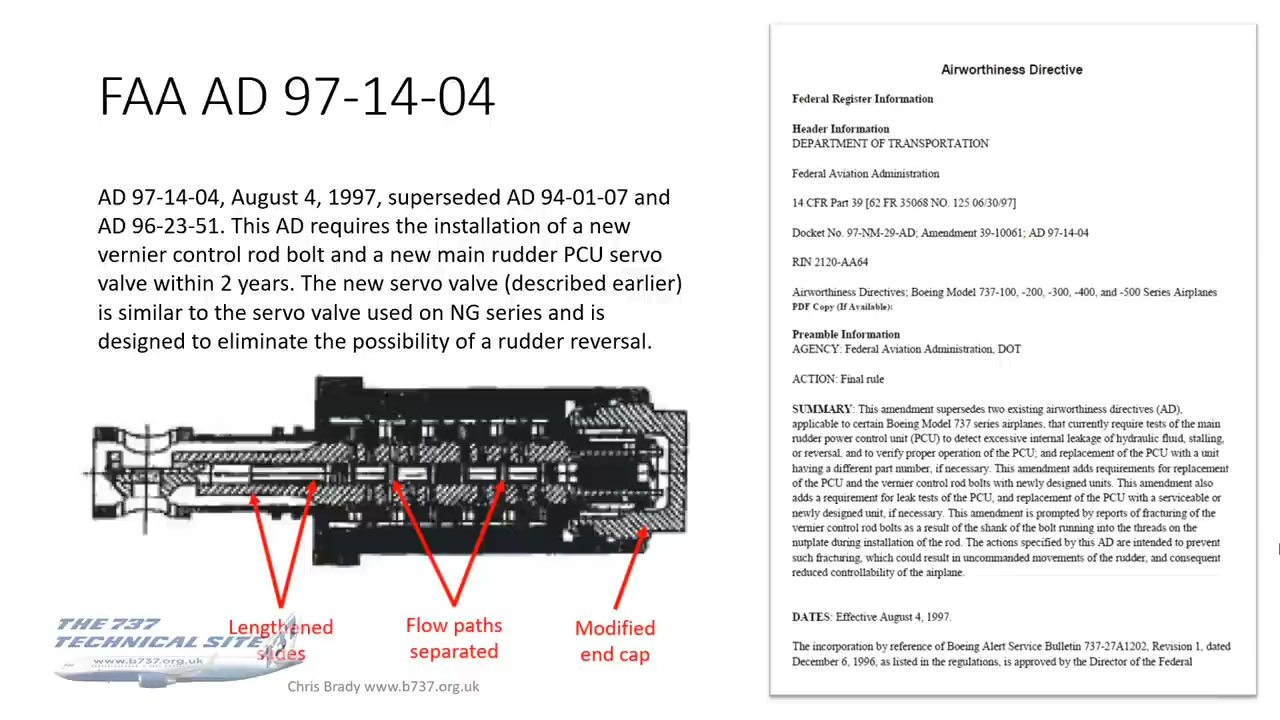 FAA AD 97-14-04
AD 97-14-04, August 4, 1997, superseded AD 94-01-07 and
AD 96-23-51. This AD requires the installation of a new
vernier control rod bolt and a new main rudder PCU servo
valve within 2 years. The new servo valve (described earlier)
is similar to the servo valve used on NG series and is
designed to eliminate the possibility of a rudder reversal.
Lengthened
slides
Flow paths
separated
Modified
end cap
THE 737
TECHNICAL SITE
www.b737.org.uk
Chris Brady www.b737.org.uk
Airworthiness Directive
Federal Register Information
Header Information
DEPARTMENT OF TRANSPORTATION
Federal Aviation Administration
14 CFR Part 39 [62 FR 35068 NO. 125 06/30/97]
Docket No. 97-NM-29-AD; Amendment 39-10061; AD 97-14-04
RIN 2120-AA64
Airworthiness Directives; Boeing Model 737-100, -200, -300, -400, and -500 Series Airplanes
PDF Copy (If Available):
Preamble Information
AGENCY: Federal Aviation Administration, DOT
ACTION: Final rule
SUMMARY: This amendment supersedes two existing airworthiness directives (AD),
applicable to certain Boeing Model 737 series airplanes, that currently require tests of the main
rudder power control unit (PCU) to detect excessive internal leakage of hydraulic fluid, stalling,
or reversal, and to verify proper operation of the PCU; and replacement of the PCU with a unit
having a different part number, if necessary. This amendment adds requirements for replacement
of the PCU and the vernier control rod bolts with newly designed units. This amendment also
adds a requirement for leak tests of the PCU, and replacement of the PCU with a serviceable or
newly designed unit, if necessary. This amendment is prompted by reports of fracturing of the
vernier control rod bolts as a result of the shank of the bolt running into the threads on the
nutplate during installation of the rod. The actions specified by this AD are intended to prevent
such fracturing, which could result in uncommanded movements of the rudder, and consequent
reduced controllability of the airplane.
DATES: Effective August 4, 1997.
The incorporation by reference of Boeing Alert Service Bulletin 737-27A1202, Revision 1, dated
December 6, 1996, as listed in the regulations, is approved by the Director of the Federal